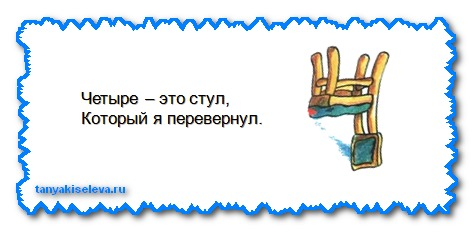 Четыре – это стул,
Который я перевернул.
tanyakiseleva.ru